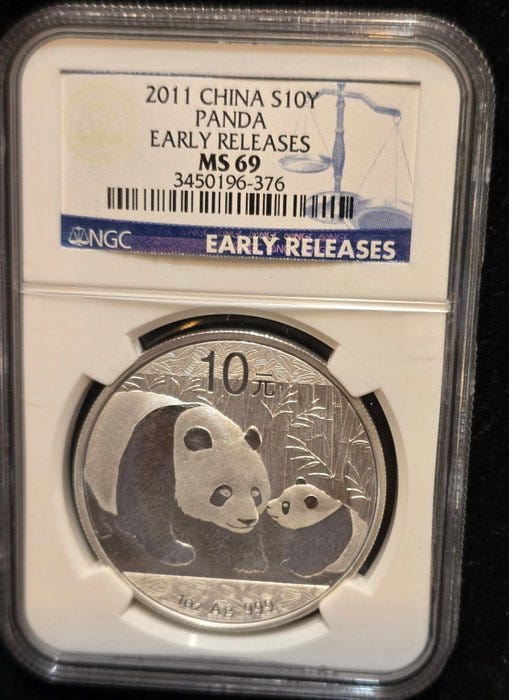 2011 CHINA S10Y
PANDA
EARLY RELEASES
MS 69
3450196-376
NGC
EARLY RELEASES
10元
1oz Ag .999